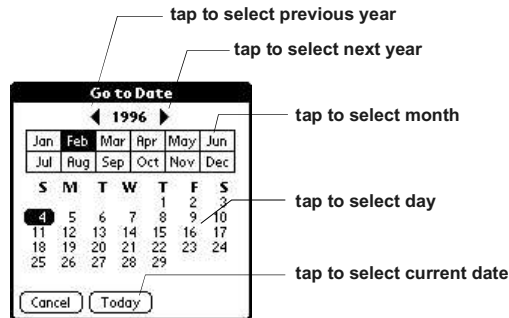 tap to select previous year
tap to select next year
Go to Date
1996
tap to select month
Jan Feb Mar Apr May Jun
Jul Aug Sep Oct Nov Dec
S M T W T F S
1 2 3
tap to select day
4 5 6 7 8 9 10
11 12 13 14 15 16 17
18 19 20 21 22 23 24
25 26 27 28 29
tap to select current date
Cancel Today